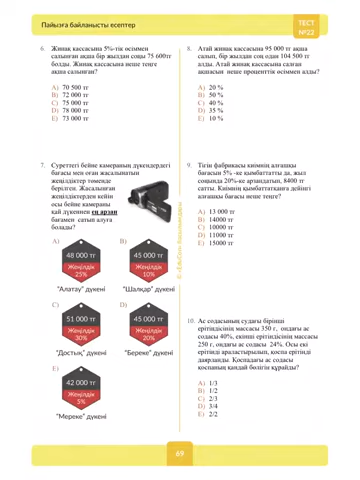 Пайызға байланысты есептер
ТЕСТ
№22
6. Жинақ кассасына 5%-тік өсіммен
салынған ақша бір жылдан соңы 75 600тг
болды. Жинақ кассасына неше теңге
ақша салынған?
A) 70 500 тг
B) 72 000 тг
C) 75 000 тг
D) 78 000 тг
E) 73 000 тг
7. Суреттегі бейне камераның дүкендердегі
бағасы мен оған жасалынатын
жеңілдіктер төменде
берілген. Жасалынған
жеңілдіктерден кейін
осы бейне камераны
қай дүкеннен ең арзан
бағамен сатып алуға
болады?
A)
48 000 тг
Жеңілдік
25%
"Алатау" дүкені
B)
45 000 тг
Жеңілдік
10%
"Шалқар" дүкені
C)
51 000 тг
Жеңілдік
30%
"Достық" дүкені
D)
45 000 тг
Жеңілдік
20%
"Береке" дүкені
E)
42 000 тг
Жеңілдік
5%
"Мереке" дүкені
8. Атай жинақ кассасына 95 000 тг ақша
салып, бір жылдан соң одан 104 500 тг
алды. Атай жинақ кассасына салған
ақшасын неше проценттік өсіммен алды?
A) 20 %
B) 50 %
C) 40 %
D) 35 %
E) 10 %
9. Тігін фабрикасы киімнің алғашқы
бағасын 5% -ке қымбаттатты да, жыл
соңында 20%-ке арзандатып, 8400 тг
сатты. Киімнің қымбаттатқанға дейінгі
алғашқы бағасы неше теңге?
A) 13 000 тг
B) 14000 тг
C) 10000 тг
D) 11000 тг
E) 15000 тг
10. Ас содасының судағы бірінші
ерітіндісінің массасы 350 г, ондағы ас
содасы 40%, екінші ерітіндісінің массасы
250 г, ондағы ас содасы 24%. Осы екі
ерітінді араластырылып, қоспа ерітінді
даярланды. Қоспадағы ас содасы
қоспаның қандай бөлігін құрайды?
A) 1/3
B) 1/2
C) 2/3
D) 3/4
E) 2/2
69